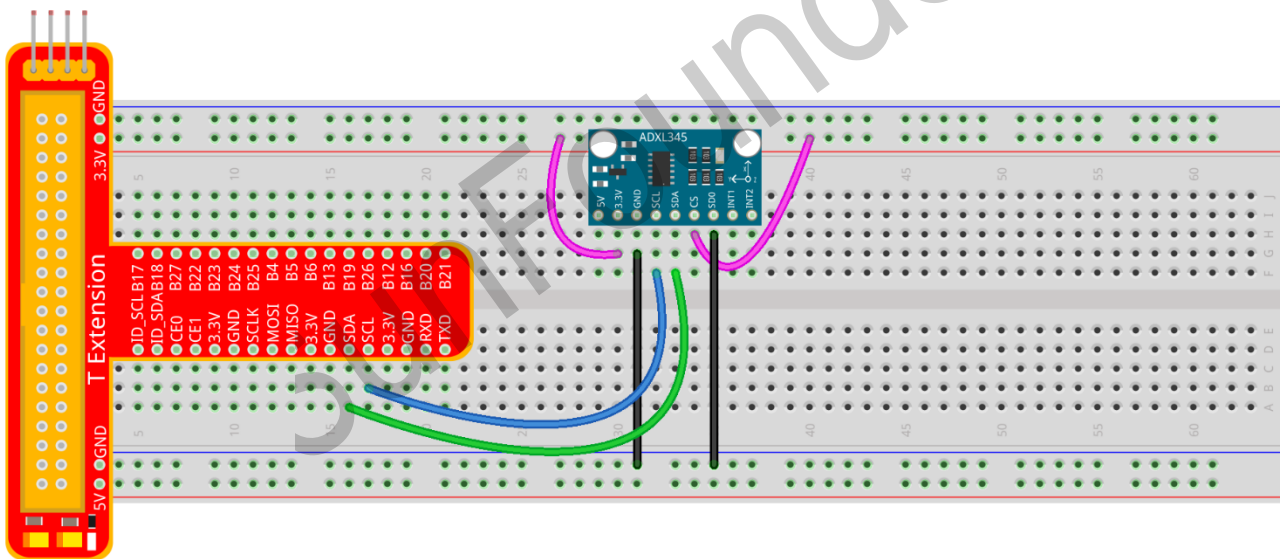 GND
3.3V
T Extension
GND
5V
B17 B18 B27 B22 B23 B24 B25 B4 B5 B6 B13 B19 B26 B12 B16 B20 B21
ID_SCL ID_SDA CE0 CE1 3.3V GND SCLK MOSI MISO 3.3V GND SDA SCL 3.3V GND RXD TXD
ADXL345
5V 3.3V GND SCL SDA CS SD0 INT1 INT2
5 10 15 20 25 40 45 50 55 60
J
I
H
G
F
E
D
C
B
A
5 10 15 20 25 30 35 40 45 50 55 60